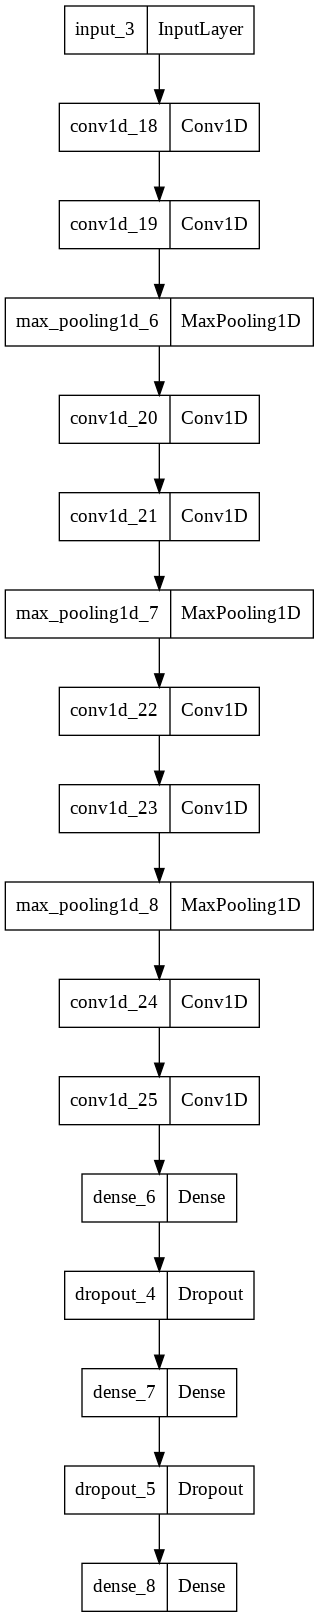 input_3 InputLayer
conv1d_18 Conv1D
conv1d_19 Conv1D
max_pooling1d_6 MaxPooling1D
conv1d_20 Conv1D
conv1d_21 Conv1D
max_pooling1d_7 MaxPooling1D
conv1d_22 Conv1D
conv1d_23 Conv1D
max_pooling1d_8 MaxPooling1D
conv1d_24 Conv1D
conv1d_25 Conv1D
dense_6 Dense
dropout_4 Dropout
dense_7 Dense
dropout_5 Dropout
dense_8 Dense